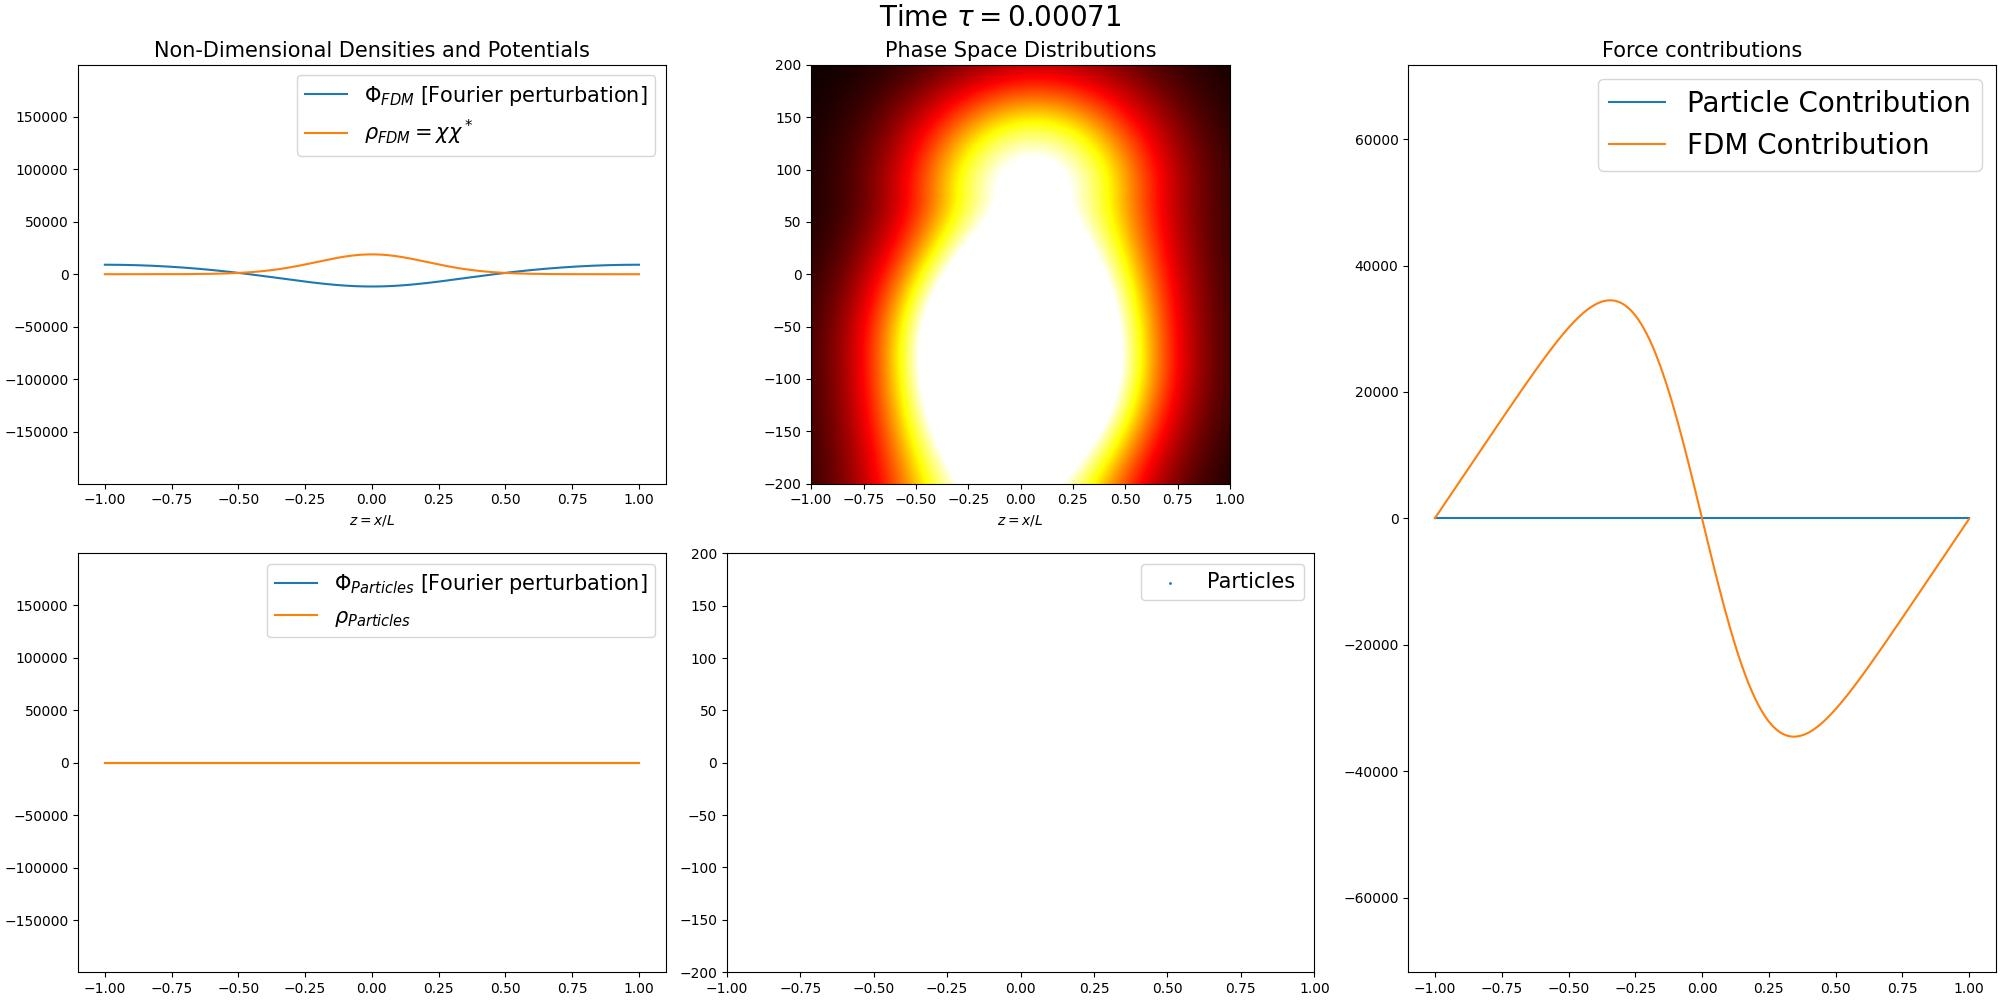 Time τ = 0.00071
Non-Dimensional Densities and Potentials
Φ_FDM [Fourier perturbation]
ρ_FDM = χχ*
150000
100000
50000
0
−50000
−100000
−150000
−1.00 −0.75 −0.50 −0.25 0.00 0.25 0.50 0.75 1.00
z = x/L
Phase Space Distributions
200
150
100
50
0
−50
−100
−150
−200
−1.00 −0.75 −0.50 −0.25 0.00 0.25 0.50 0.75 1.00
z = x/L
Force contributions
Particle Contribution
FDM Contribution
60000
40000
20000
0
−20000
−40000
−60000
−1.00 −0.75 −0.50 −0.25 0.00 0.25 0.50 0.75 1.00
Φ_Particles [Fourier perturbation]
ρ_Particles
150000
100000
50000
0
−50000
−100000
−150000
−1.00 −0.75 −0.50 −0.25 0.00 0.25 0.50 0.75 1.00
Particles
200
150
100
50
0
−50
−100
−150
−200
−1.00 −0.75 −0.50 −0.25 0.00 0.25 0.50 0.75 1.00